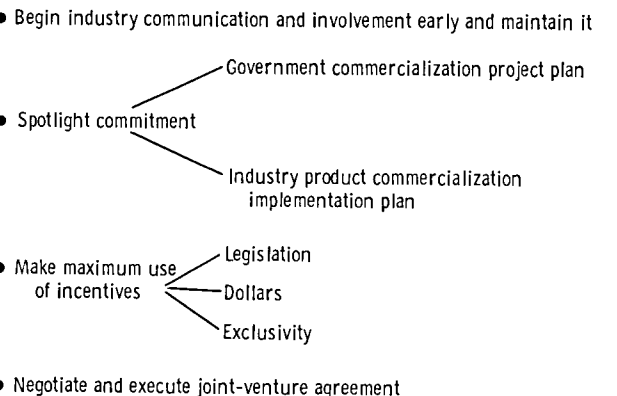 • Begin industry communication and involvement early and maintain it
Government commercialization project plan
• Spotlight commitment
Industry product commercialization
implementation plan
Legislation
• Make maximum use
of incentives
Dollars
Exclusivity
• Negotiate and execute joint-venture agreement